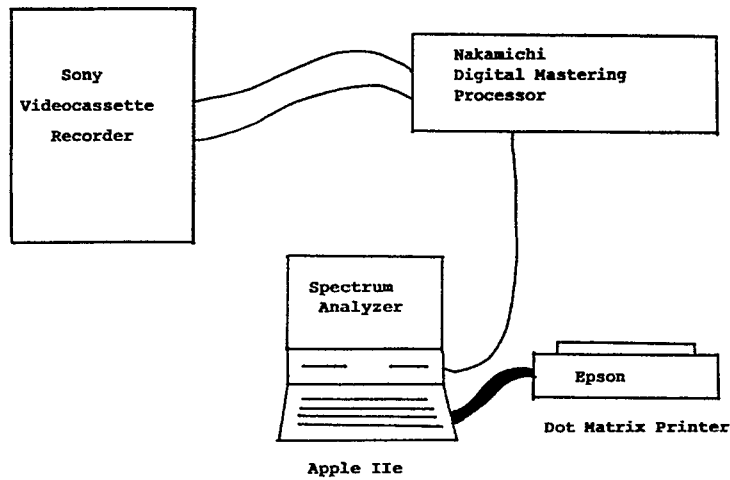 Sony
Videocassette
Recorder
Nakamichi
Digital Mastering
Processor
Spectrum
Analyzer
Epson
Dot Matrix Printer
Apple IIe